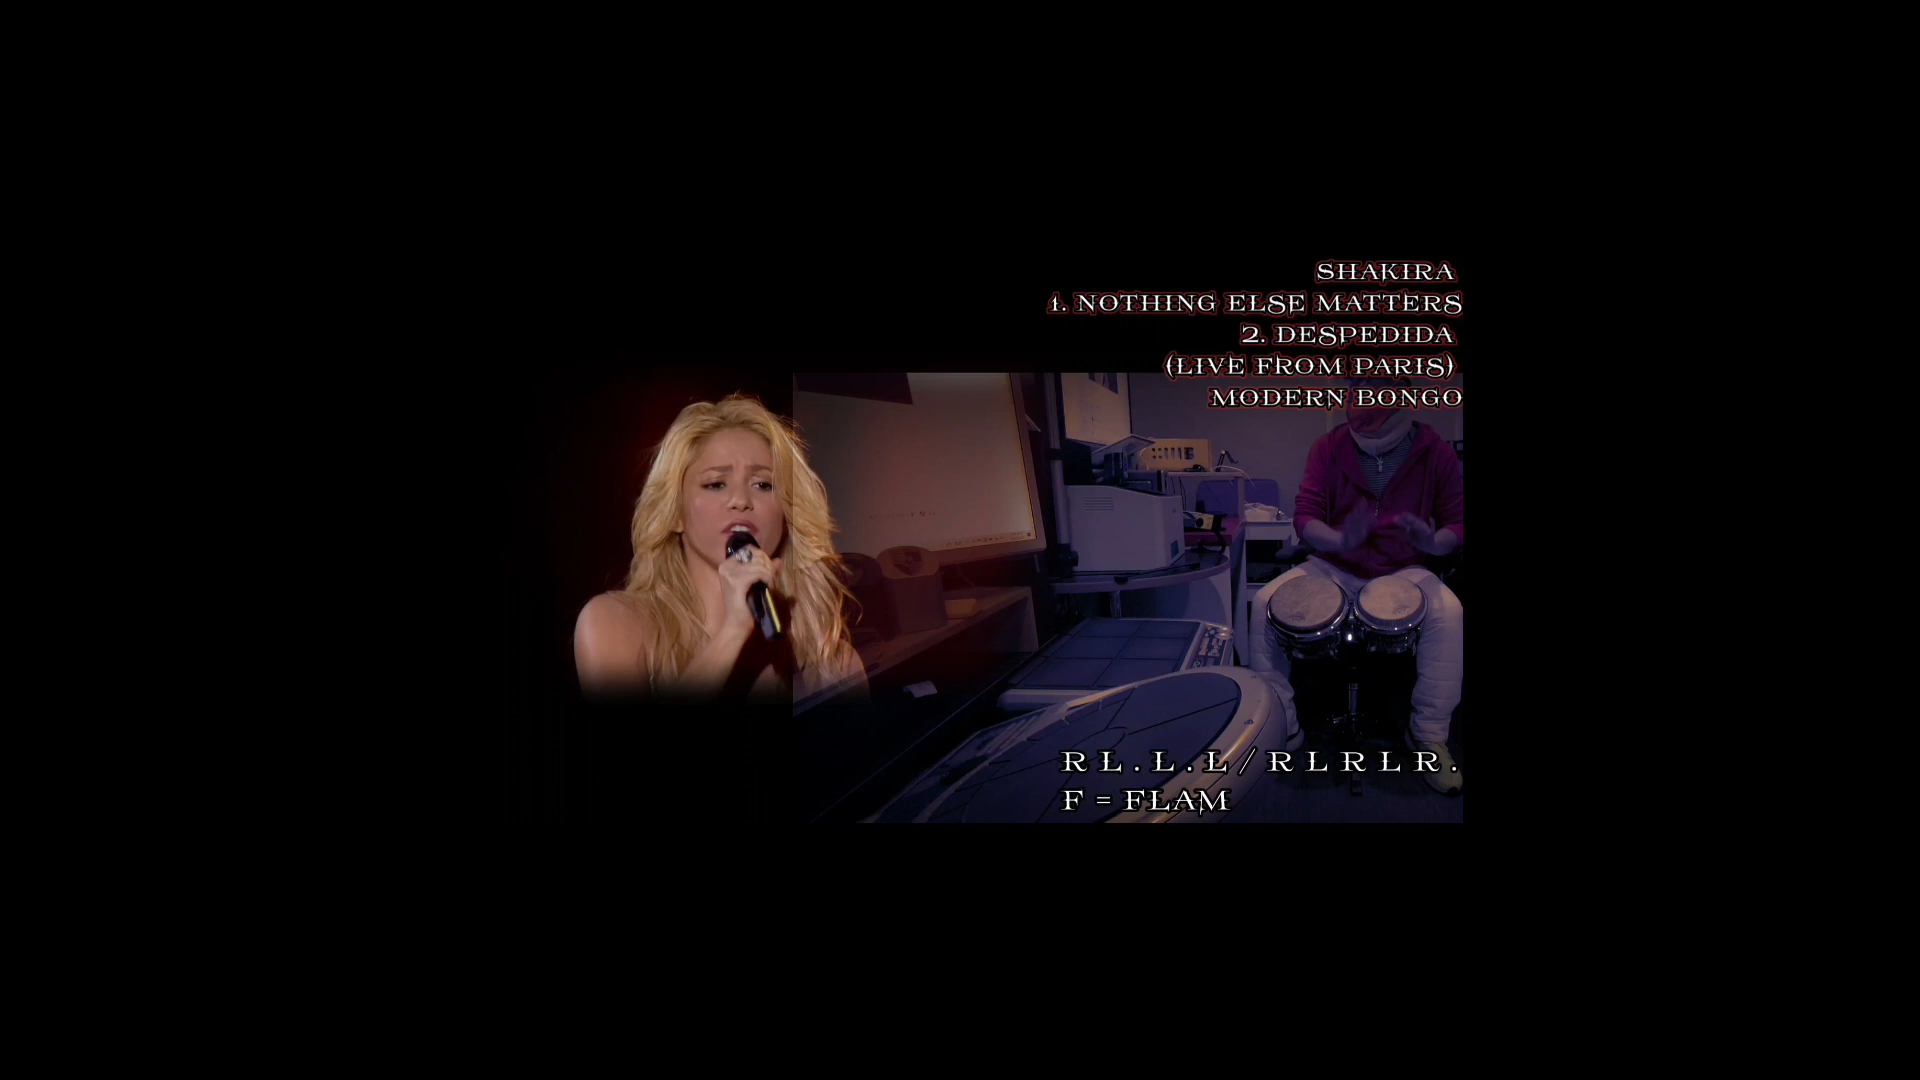 SHAKIRA
1. NOTHING ELSE MATTERS
2. DESPEDIDA
(LIVE FROM PARIS)
MODERN BONGO
R L . L . L / R L R L R .
F = FLAM